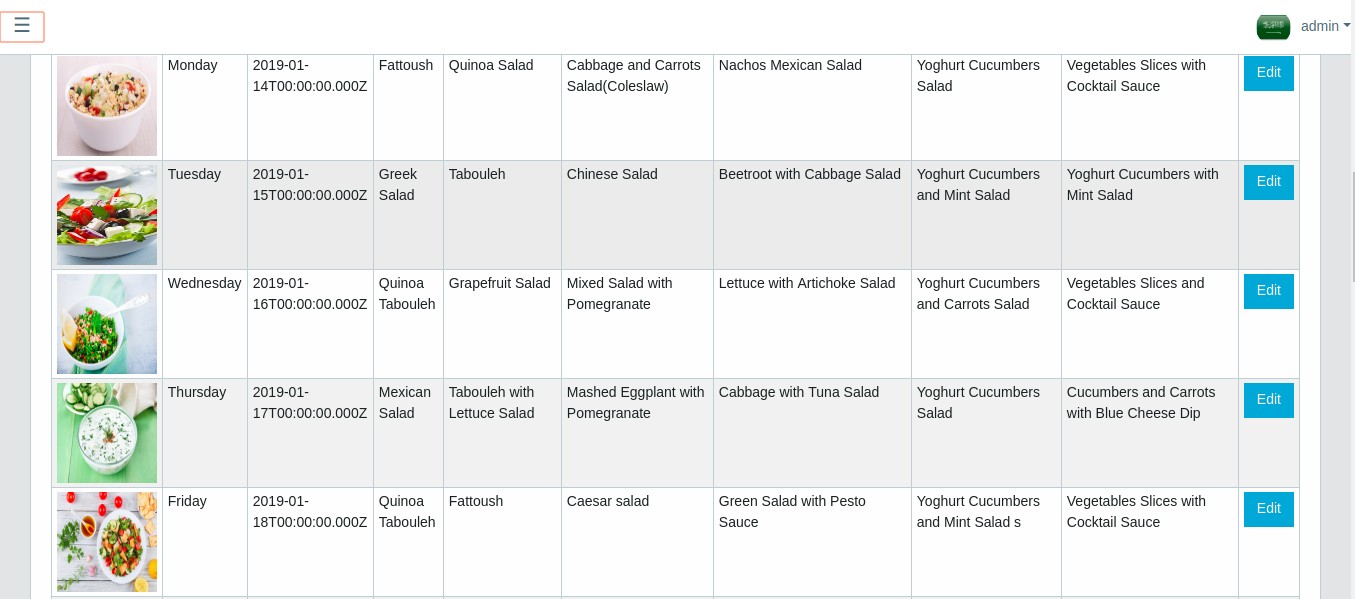 ☰ admin
Monday 2019-01- Fattoush Quinoa Salad Cabbage and Carrots Nachos Mexican Salad Yoghurt Cucumbers Vegetables Slices with Edit
14T00:00:00.000Z Salad(Coleslaw) Salad Cocktail Sauce
Tuesday 2019-01- Greek Tabouleh Chinese Salad Beetroot with Cabbage Salad Yoghurt Cucumbers Yoghurt Cucumbers with Edit
15T00:00:00.000Z Salad and Mint Salad Mint Salad
Wednesday 2019-01- Quinoa Grapefruit Salad Mixed Salad with Lettuce with Artichoke Salad Yoghurt Cucumbers Vegetables Slices and Edit
16T00:00:00.000Z Tabouleh Pomegranate and Carrots Salad Cocktail Sauce
Thursday 2019-01- Mexican Tabouleh with Mashed Eggplant with Cabbage with Tuna Salad Yoghurt Cucumbers Cucumbers and Carrots Edit
17T00:00:00.000Z Salad Lettuce Salad Pomegranate Salad with Blue Cheese Dip
Friday 2019-01- Quinoa Fattoush Caesar salad Green Salad with Pesto Yoghurt Cucumbers Vegetables Slices with Edit
18T00:00:00.000Z Tabouleh Sauce and Mint Salad s Cocktail Sauce